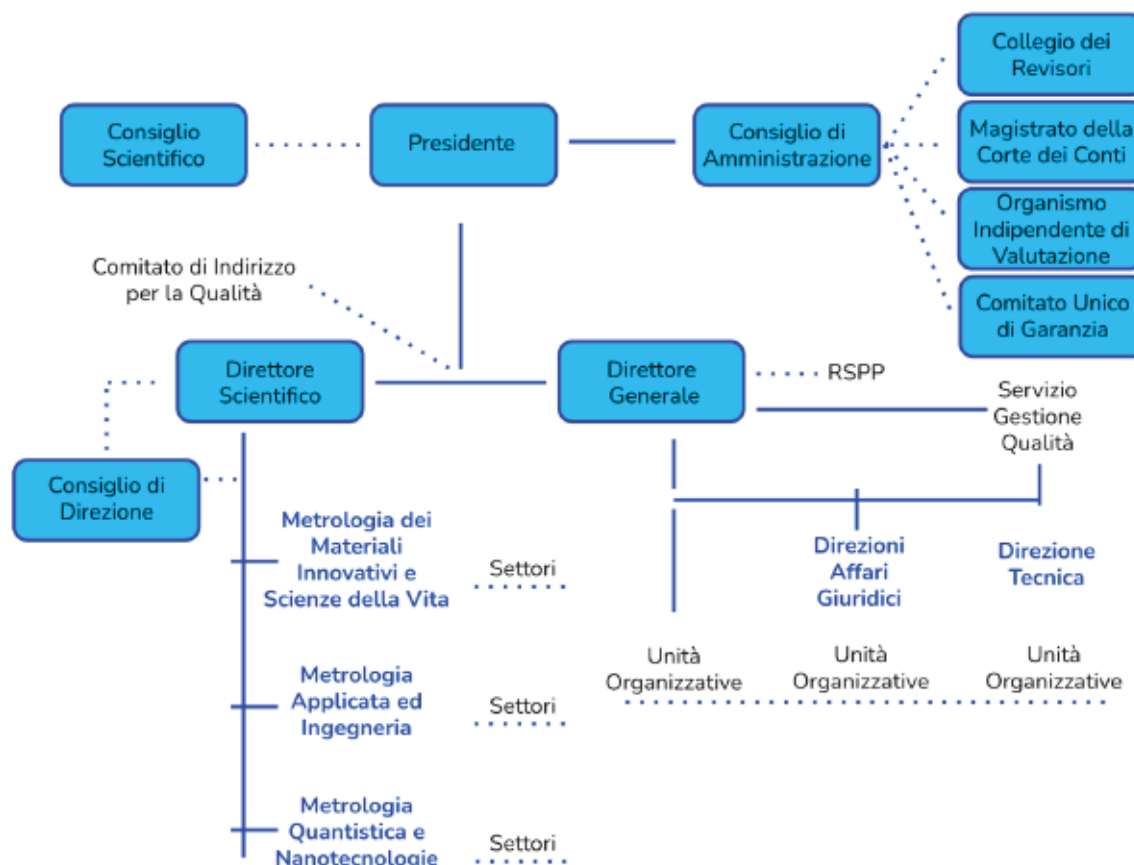 Collegio dei
Revisori
Consiglio
Scientifico
Presidente
Consiglio di
Amministrazione
Magistrato della
Corte dei Conti
Organismo
Indipendente di
Valutazione
Comitato Unico
di Garanzia
Comitato di Indirizzo
per la Qualità
Direttore
Scientifico
Direttore
Generale
RSPP
Servizio
Gestione
Qualità
Consiglio di
Direzione
Metrologia dei
Materiali
Innovativi e
Scienze della Vita
Settori
Direzioni
Affari
Giuridici
Direzione
Tecnica
Unità
Organizzative
Unità
Organizzative
Unità
Organizzative
Metrologia
Applicata ed
Ingegneria
Settori
Metrologia
Quantistica e
Nanotecnologie
Settori